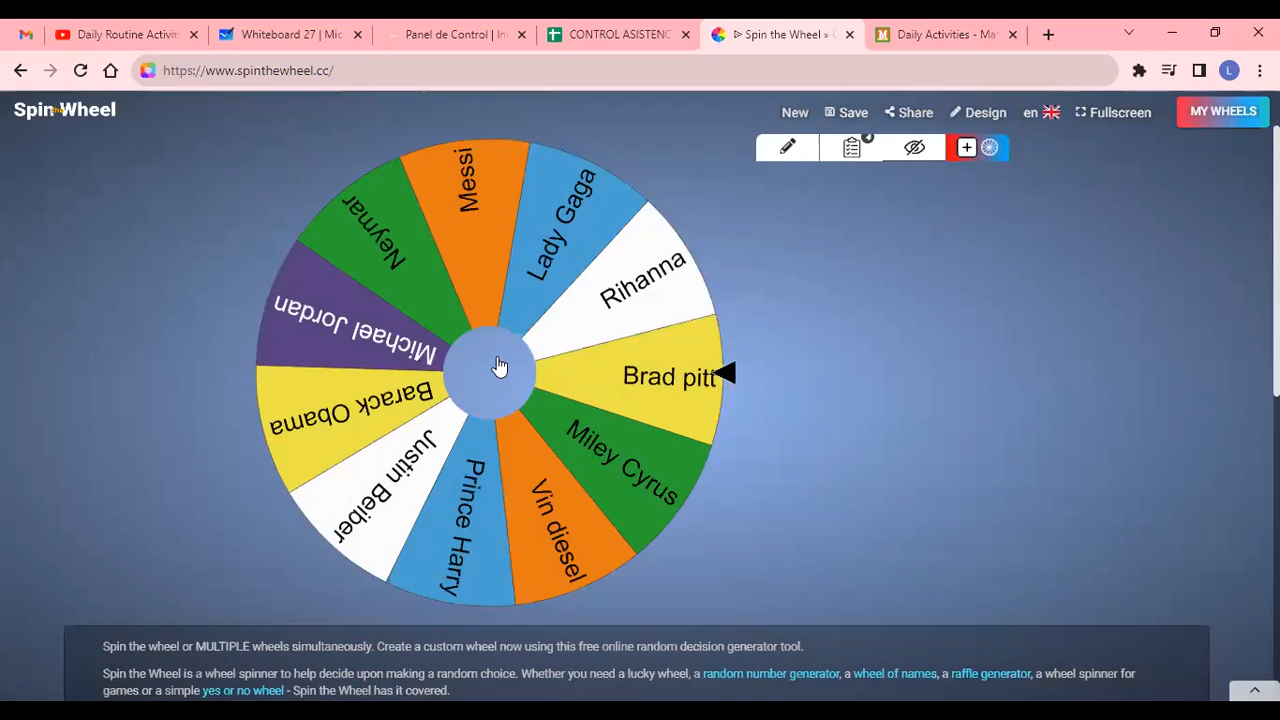 Daily Routine Activit
Whiteboard 27 | Mic
Panel de Control | In
CONTROL ASISTENC
Spin the Wheel
Daily Activities - Ma
https://www.spinthewheel.cc/
L
Spin the Wheel
New
Save
Share
Design
en
Fullscreen
MY WHEELS
Messi
Lady Gaga
Rihanna
Brad pitt
Miley Cyrus
Vin diesel
Prince Harry
Justin Beiber
Barack Obama
Michael Jordan
Neymar
Spin the wheel or MULTIPLE wheels simultaneously. Create a custom wheel now using this free online random decision generator tool.
Spin the Wheel is a wheel spinner to help decide upon making a random choice. Whether you need a lucky wheel, a random number generator, a wheel of names, a raffle generator, a wheel spinner for
games or a simple yes or no wheel - Spin the Wheel has it covered.